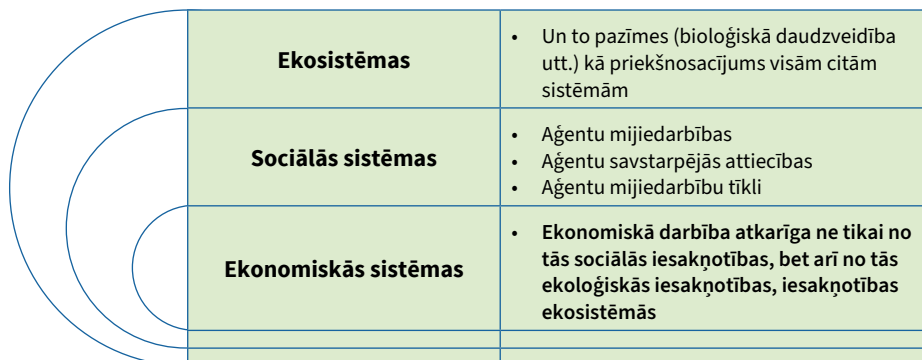 Ekosistēmas
• Un to pazīmes (bioloģiskā daudzveidība
utt.) kā priekšnosacījums visām citām
sistēmām
Sociālās sistēmas
• Aģentu mijiedarbības
• Aģentu savstarpējās attiecības
• Aģentu mijiedarbību tīkli
Ekonomiskās sistēmas
• Ekonomiskā darbība atkarīga ne tikai no
tās sociālās iesakņotības, bet arī no tās
ekoloģiskās iesakņotības, iesakņotības
ekosistēmās